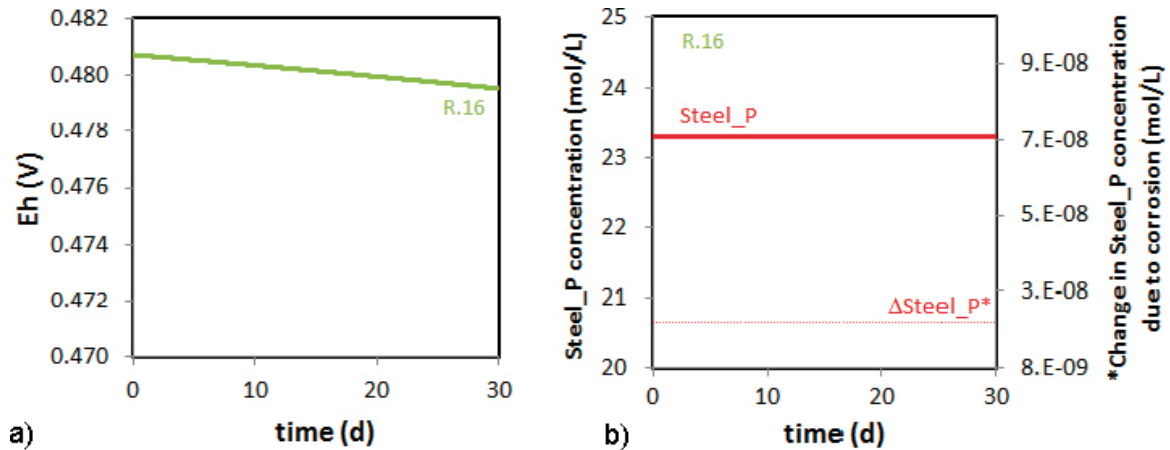 0.482
0.480
0.478
0.476
0.474
0.472
0.470
Eh (V)
R.16
0
10
20
30
time (d)
a)
25
24
23
22
21
20
Steel_P concentration (mol/L)
R.16
Steel_P
ΔSteel_P*
9.E-08
7.E-08
5.E-08
3.E-08
8.E-09
*Change in Steel_P concentration
due to corrosion (mol/L)
0
10
20
30
time (d)
b)